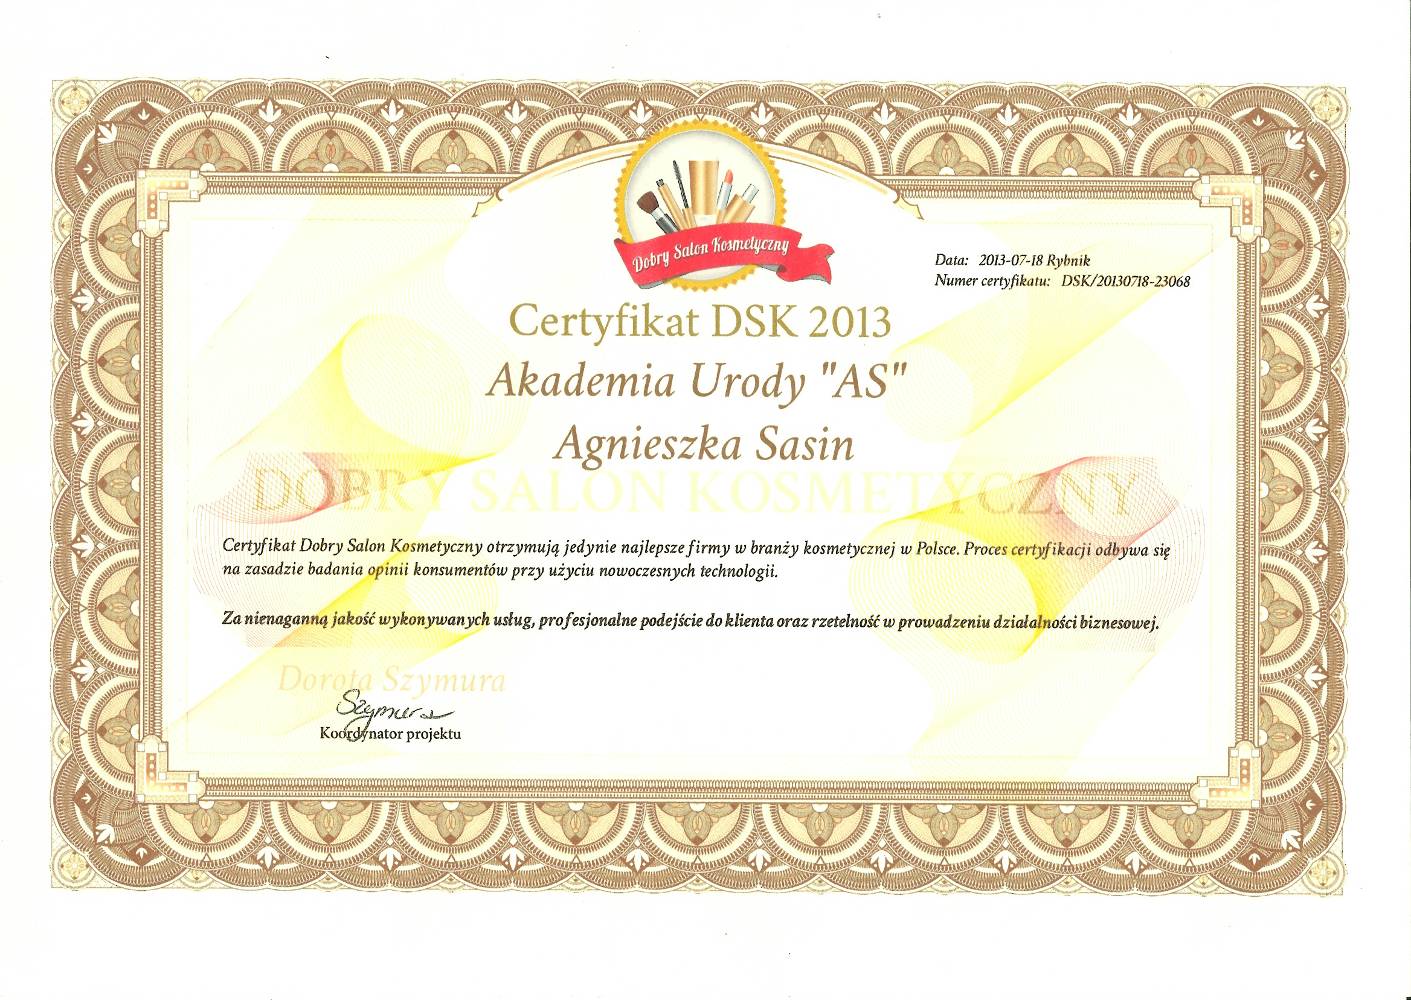 Dobry Salon Kosmetyczny
Data: 2013-07-18 Rybnik
Numer certyfikatu: DSK/20130718-23068
Certyfikat DSK 2013
Akademia Urody "AS"
Agnieszka Sasin
DOBRY SALON KOSMETYCZNY
Certyfikat Dobry Salon Kosmetyczny otrzymują jedynie najlepsze firmy w branży kosmetycznej w Polsce. Proces certyfikacji odbywa się
na zasadzie badania opinii konsumentów przy użyciu nowoczesnych technologii.
Za nienaganną jakość wykonywanych usług, profesjonalne podejście do klienta oraz rzetelność w prowadzeniu działalności biznesowej.
Dorota Szymura
Szymura
Koordynator projektu